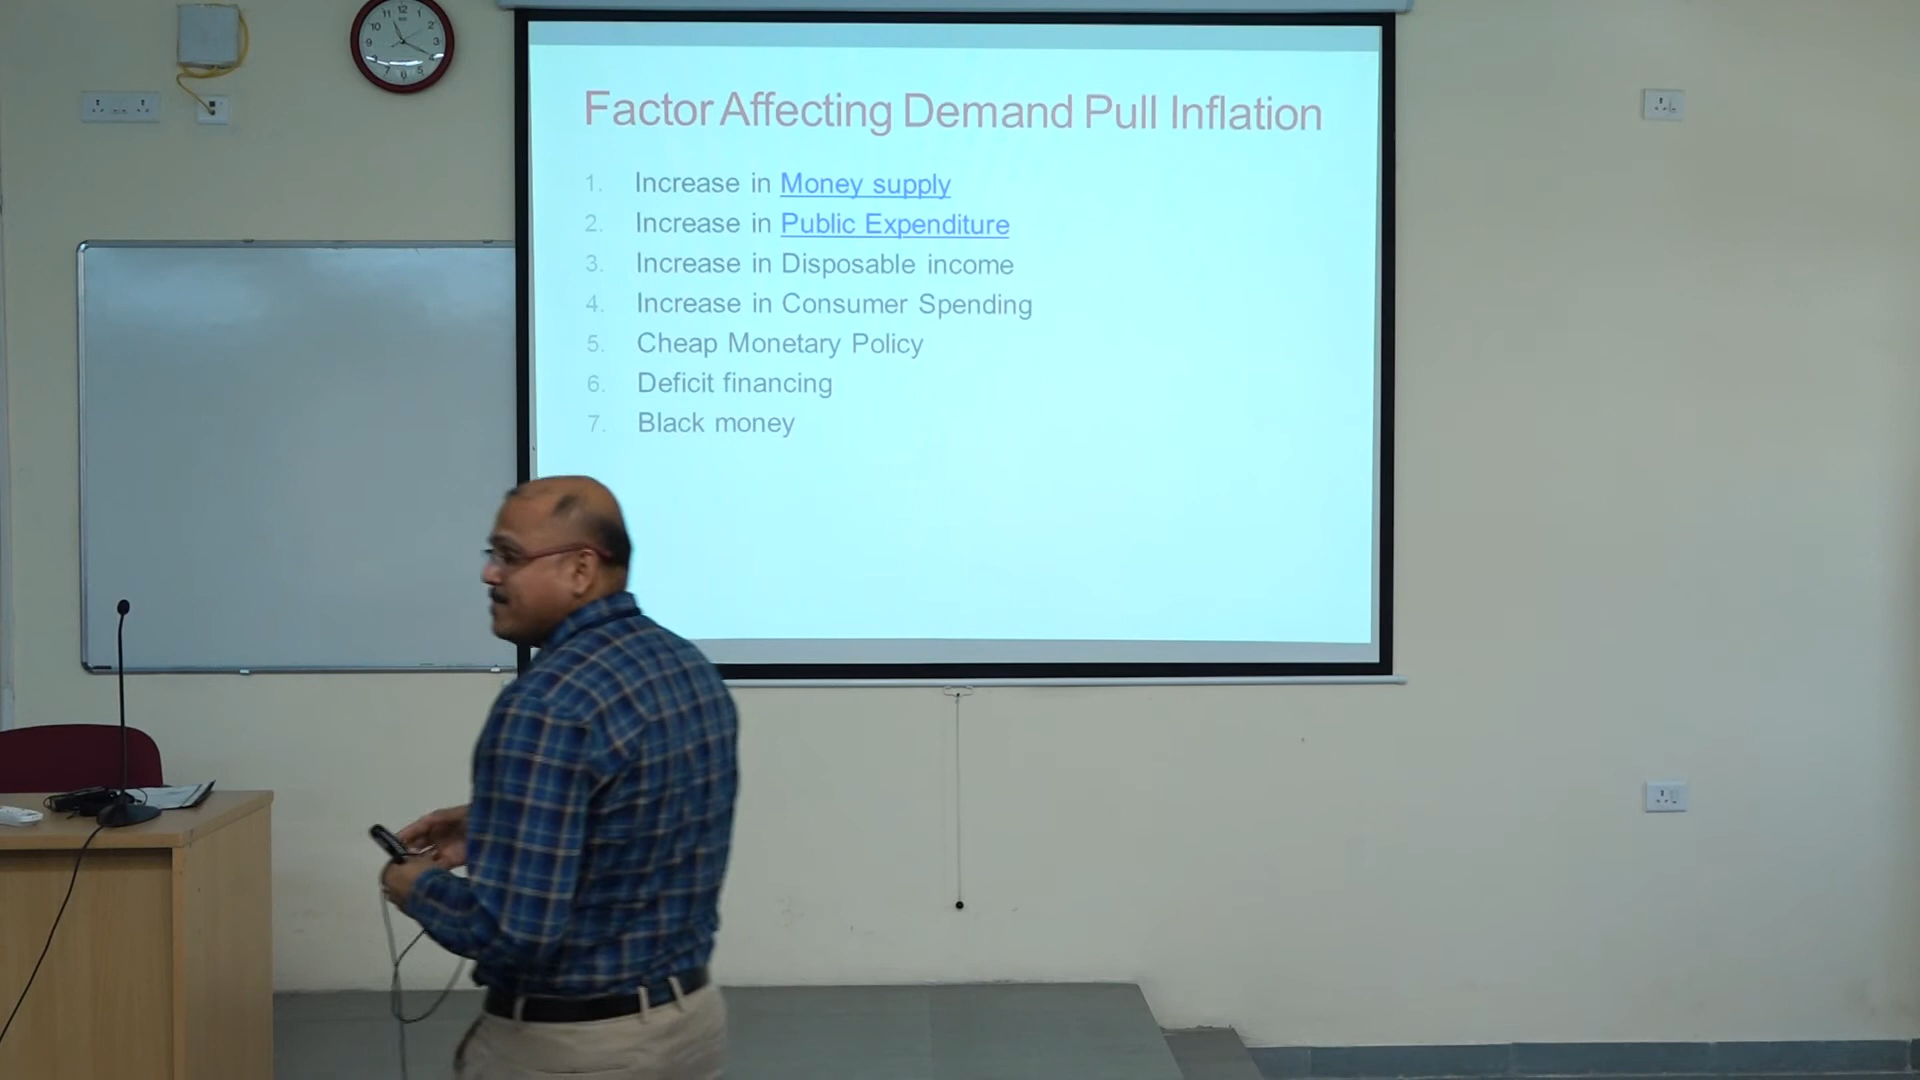 Factor Affecting Demand Pull Inflation
1. Increase in Money supply
2. Increase in Public Expenditure
3. Increase in Disposable income
4. Increase in Consumer Spending
5. Cheap Monetary Policy
6. Deficit financing
7. Black money